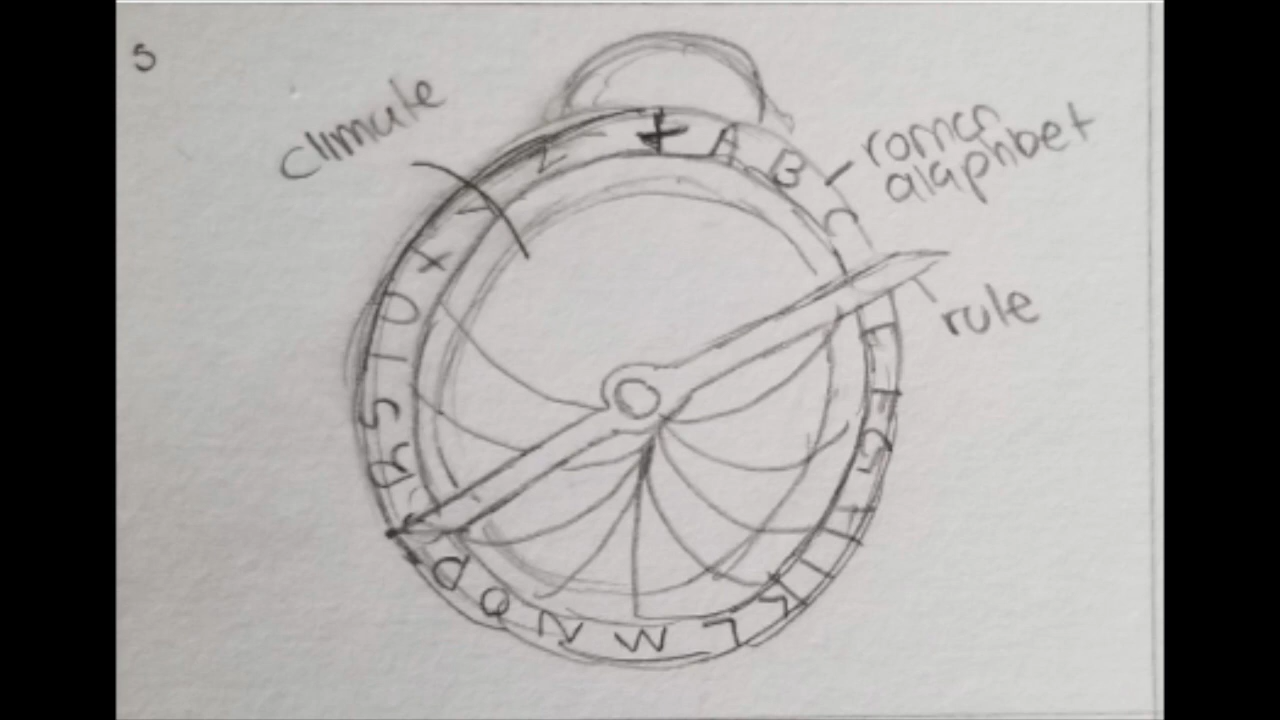 5
climate
roman
alaphbet
rule
+ A B C E F G H I K L M N O P Q R S T U X Y Z